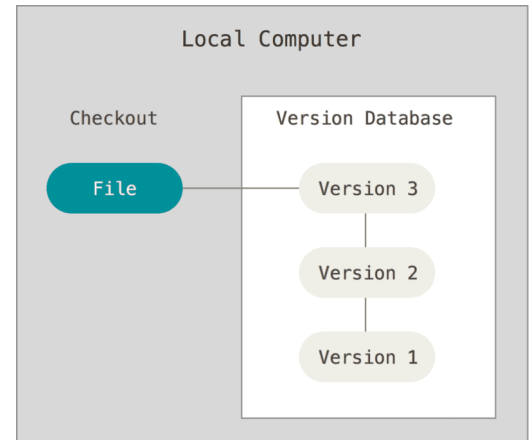 Local Computer
Checkout
Version Database
File
Version 3
Version 2
Version 1